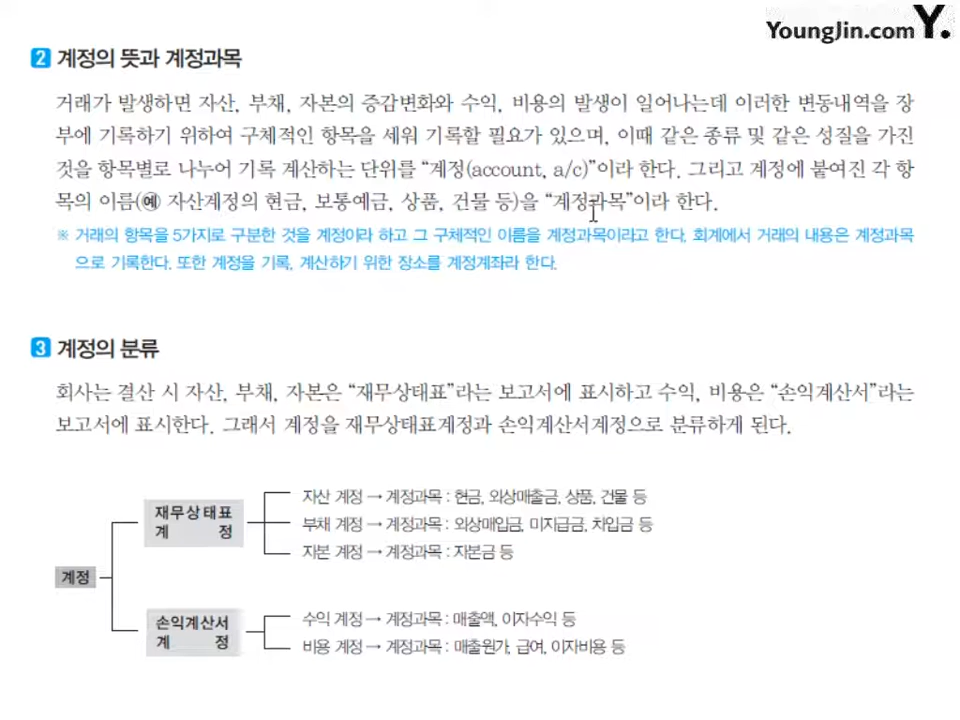 YoungJin.com Y.
2 계정의 뜻과 계정과목
거래가 발생하면 자산, 부채, 자본의 증감변화와 수익, 비용의 발생이 일어나는데 이러한 변동내역을 장
부에 기록하기 위하여 구체적인 항목을 세워 기록할 필요가 있으며, 이때 같은 종류 및 같은 성질을 가진
것을 항목별로 나누어 기록 계산하는 단위를 “계정(account, a/c)”이라 한다. 그리고 계정에 붙여진 각 항
목의 이름(예 자산계정의 현금, 보통예금, 상품, 건물 등)을 “계정과목”이라 한다.
※ 거래의 항목을 5가지로 구분한 것을 계정이라 하고 그 구체적인 이름을 계정과목이라고 한다. 회계에서 거래의 내용은 계정과목
으로 기록한다. 또한 계정을 기록, 계산하기 위한 장소를 계정계좌라 한다.
3 계정의 분류
회사는 결산 시 자산, 부채, 자본은 “재무상태표”라는 보고서에 표시하고 수익, 비용은 “손익계산서”라는
보고서에 표시한다. 그래서 계정을 재무상태표계정과 손익계산서계정으로 분류하게 된다.
계정
재무상태표
계 정
자산 계정 → 계정과목 : 현금, 외상매출금, 상품, 건물 등
부채 계정 → 계정과목 : 외상매입금, 미지급금, 차입금 등
자본 계정 → 계정과목 : 자본금 등
손익계산서
계 정
수익 계정 → 계정과목 : 매출액, 이자수익 등
비용 계정 → 계정과목 : 매출원가, 급여, 이자비용 등